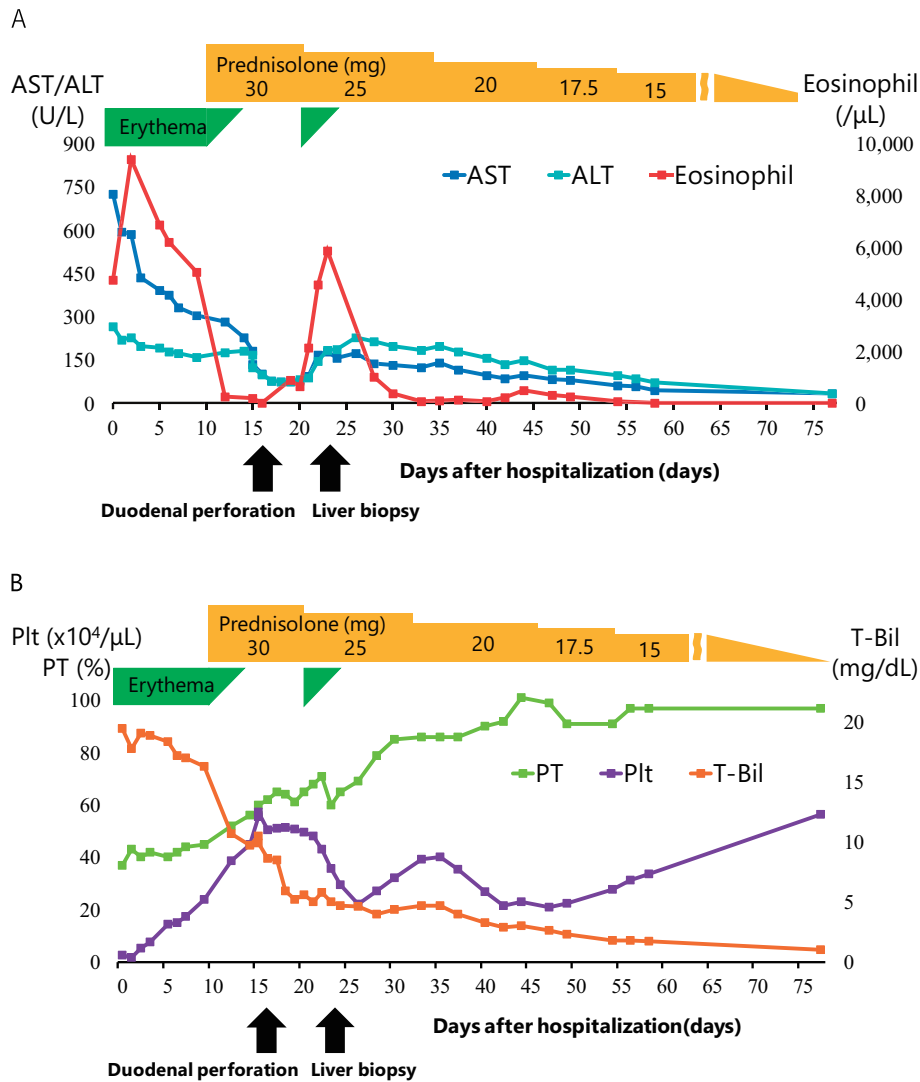 A
Prednisolone (mg)
30 25 20 17.5 15
AST/ALT
(U/L)
Eosinophil
(/μL)
Erythema
AST ALT Eosinophil
900
750
600
450
300
150
0
10,000
8,000
6,000
4,000
2,000
0
0 5 10 15 20 25 30 35 40 45 50 55 60 65 70 75
Days after hospitalization (days)
Duodenal perforation Liver biopsy
B
Prednisolone (mg)
30 25 20 17.5 15
Plt (x10⁴/μL)
PT (%)
T-Bil
(mg/dL)
Erythema
PT Plt T-Bil
100
80
60
40
20
0
20
15
10
5
0
0 5 10 15 20 25 30 35 40 45 50 55 60 65 70 75
Days after hospitalization(days)
Duodenal perforation Liver biopsy